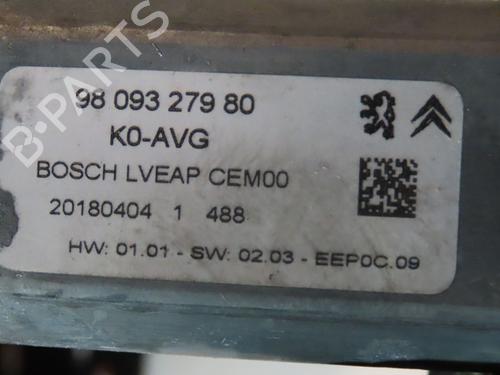 B-PARTS
98 093 279 80
K0-AVG
BOSCH LVEAP CEM00
20180404 1 488
HW: 01.01 - SW: 02.03 - EEP0C.09